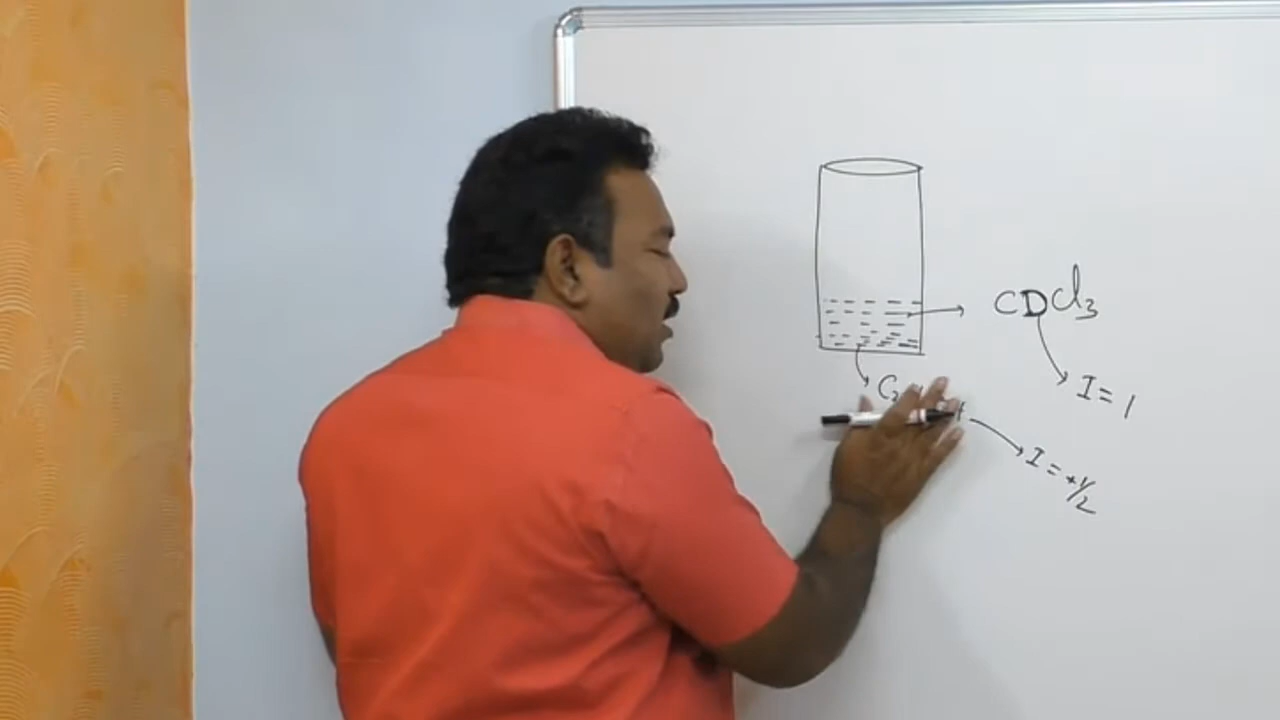 CDCl3
I = 1
I = +1/2